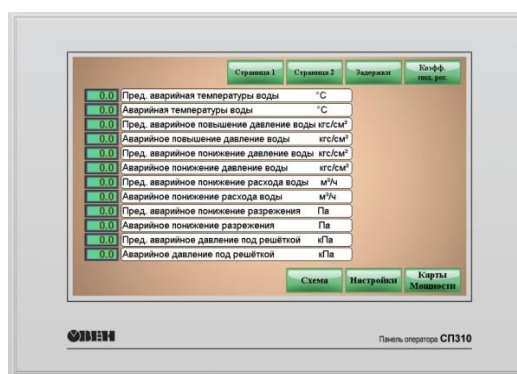 Страница 1 Страница 2 Задержки Коэфф. пид. рег.
0.0 Пред. аварийная температуры воды °C
0.0 Аварийная температуры воды °C
0.0 Пред. аварийное повышение давление воды кгс/см²
0.0 Аварийное повышение давление воды кгс/см²
0.0 Пред. аварийное понижение давление воды кгс/см²
0.0 Аварийное понижение давление воды кгс/см²
0.0 Пред. аварийное понижение расхода воды м³/ч
0.0 Аварийное понижение расхода воды м³/ч
0.0 Пред. аварийное понижение разрежения Па
0.0 Аварийное понижение разрежения Па
0.0 Пред. аварийное давление под решёткой кПа
0.0 Аварийное давление под решёткой кПа
Схема Настройки Карты Мощности
ОВЕН Панель оператора СП310